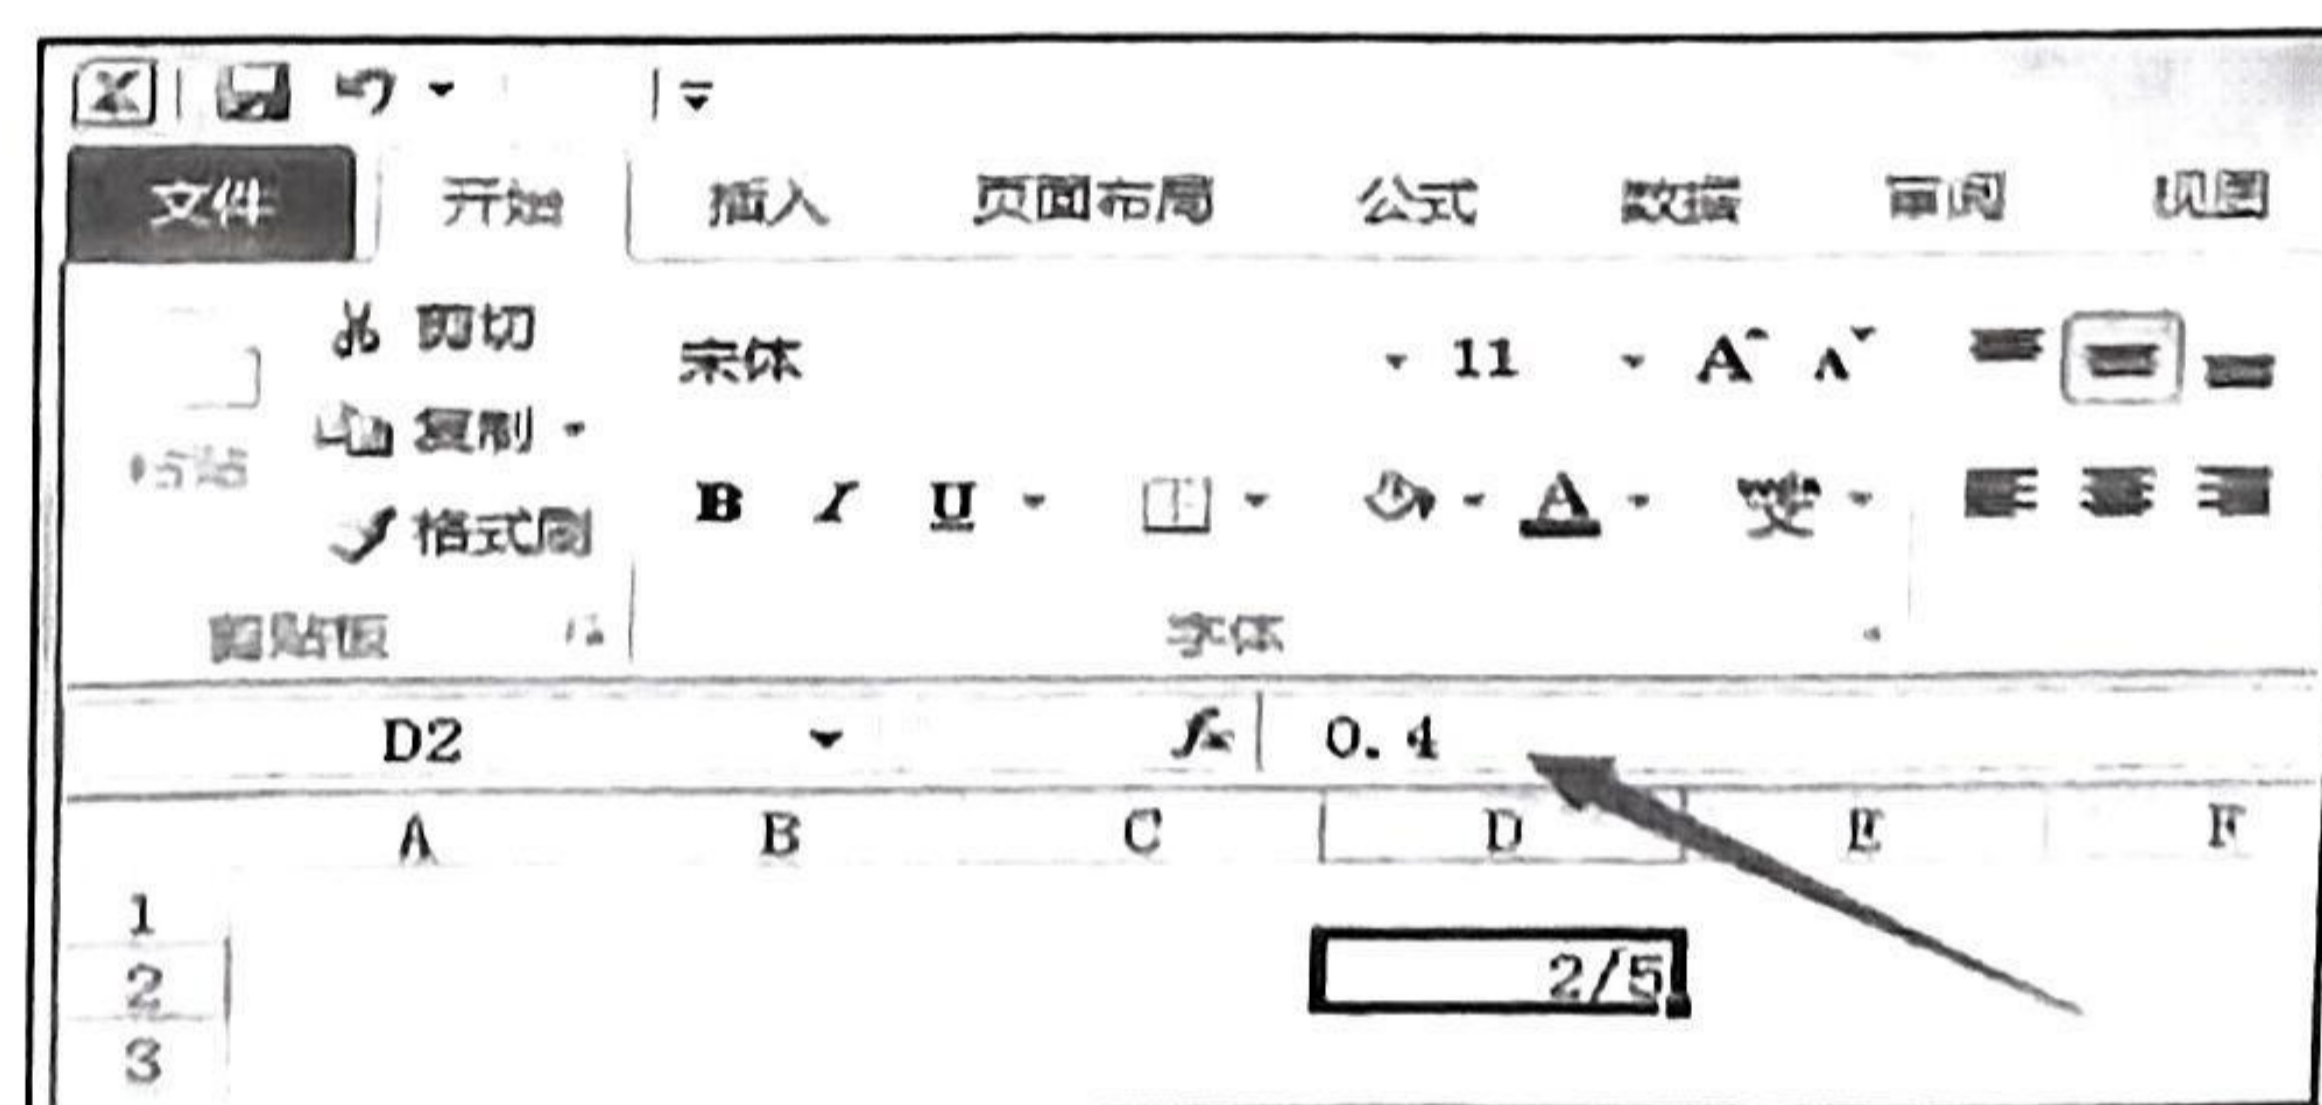 文件 开始 插入 页面布局 公式 数据 审阅 视图
剪切
宋体 11 A A
复制
粘贴
B I U A 文
格式刷
剪贴板 字体
D2 fx 0.4
A B C D E F
1
2 2/5
3